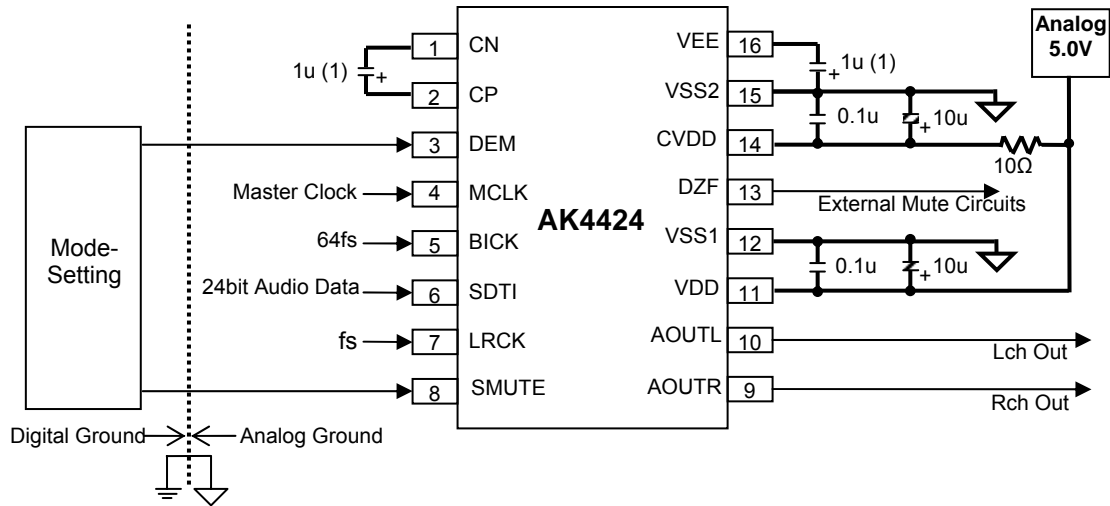 Analog
5.0V
1 CN
VEE 16
1u (1) +
+ 1u (1)
2 CP
VSS2 15
0.1u
+ 10u
3 DEM
CVDD 14
10Ω
DZF 13
Master Clock
4 MCLK
External Mute Circuits
AK4424
Mode-
Setting
64fs
5 BICK
VSS1 12
0.1u
+ 10u
24bit Audio Data
6 SDTI
VDD 11
fs
7 LRCK
AOUTL 10
Lch Out
8 SMUTE
AOUTR 9
Rch Out
Digital Ground
Analog Ground